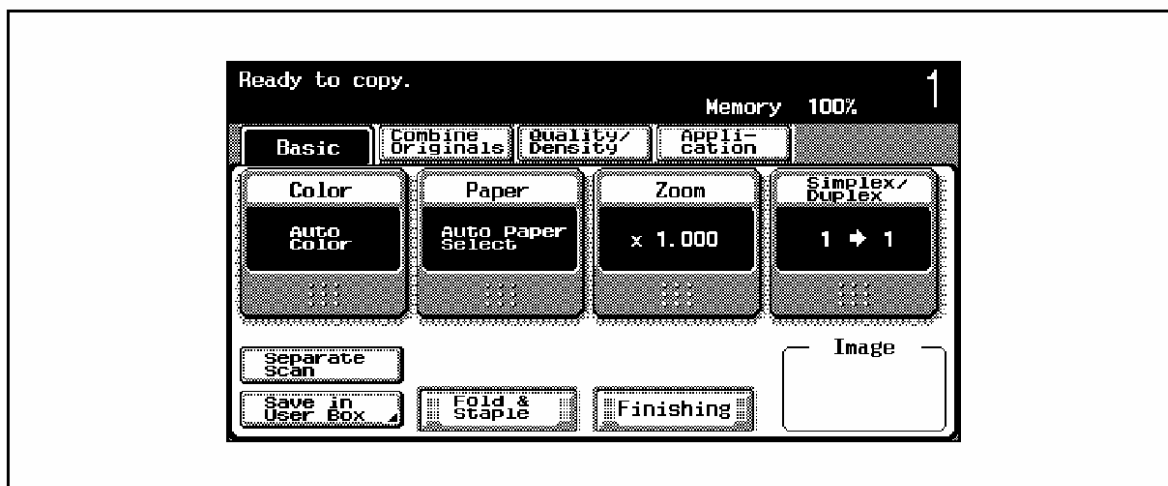 Ready to copy.
1
Memory 100%
Basic
Combine
Originals
Quality/
Density
Appli-
cation
Color
Paper
Zoom
Simplex/
Duplex
Auto
Color
Auto Paper
Select
x 1.000
1 ➔ 1
Image
Separate
Scan
Save in
User Box
Fold &
Staple
Finishing